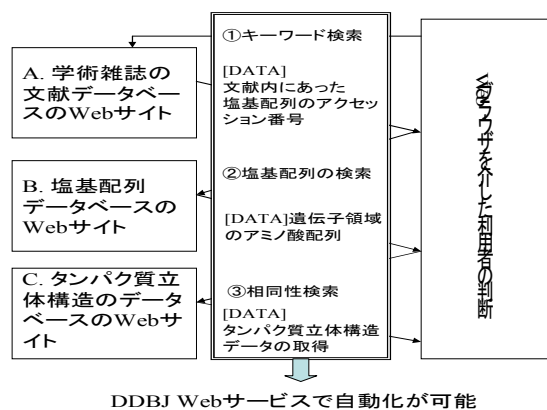 A. 学術雑誌の
文献データベー
スのWebサイト
B. 塩基配列
データベースの
Webサイト
C. タンパク質立
体構造のデータ
ベースのWebサ
イト
①キーワード検索
[DATA]
文献内にあった
塩基配列のアクセッ
ション番号
②塩基配列の検索
[DATA]遺伝子領域
のアミノ酸配列
③相同性検索
[DATA]
タンパク質立体構造
データの取得
Webブラウザを介した利用者の判断
DDBJ Webサービスで自動化が可能